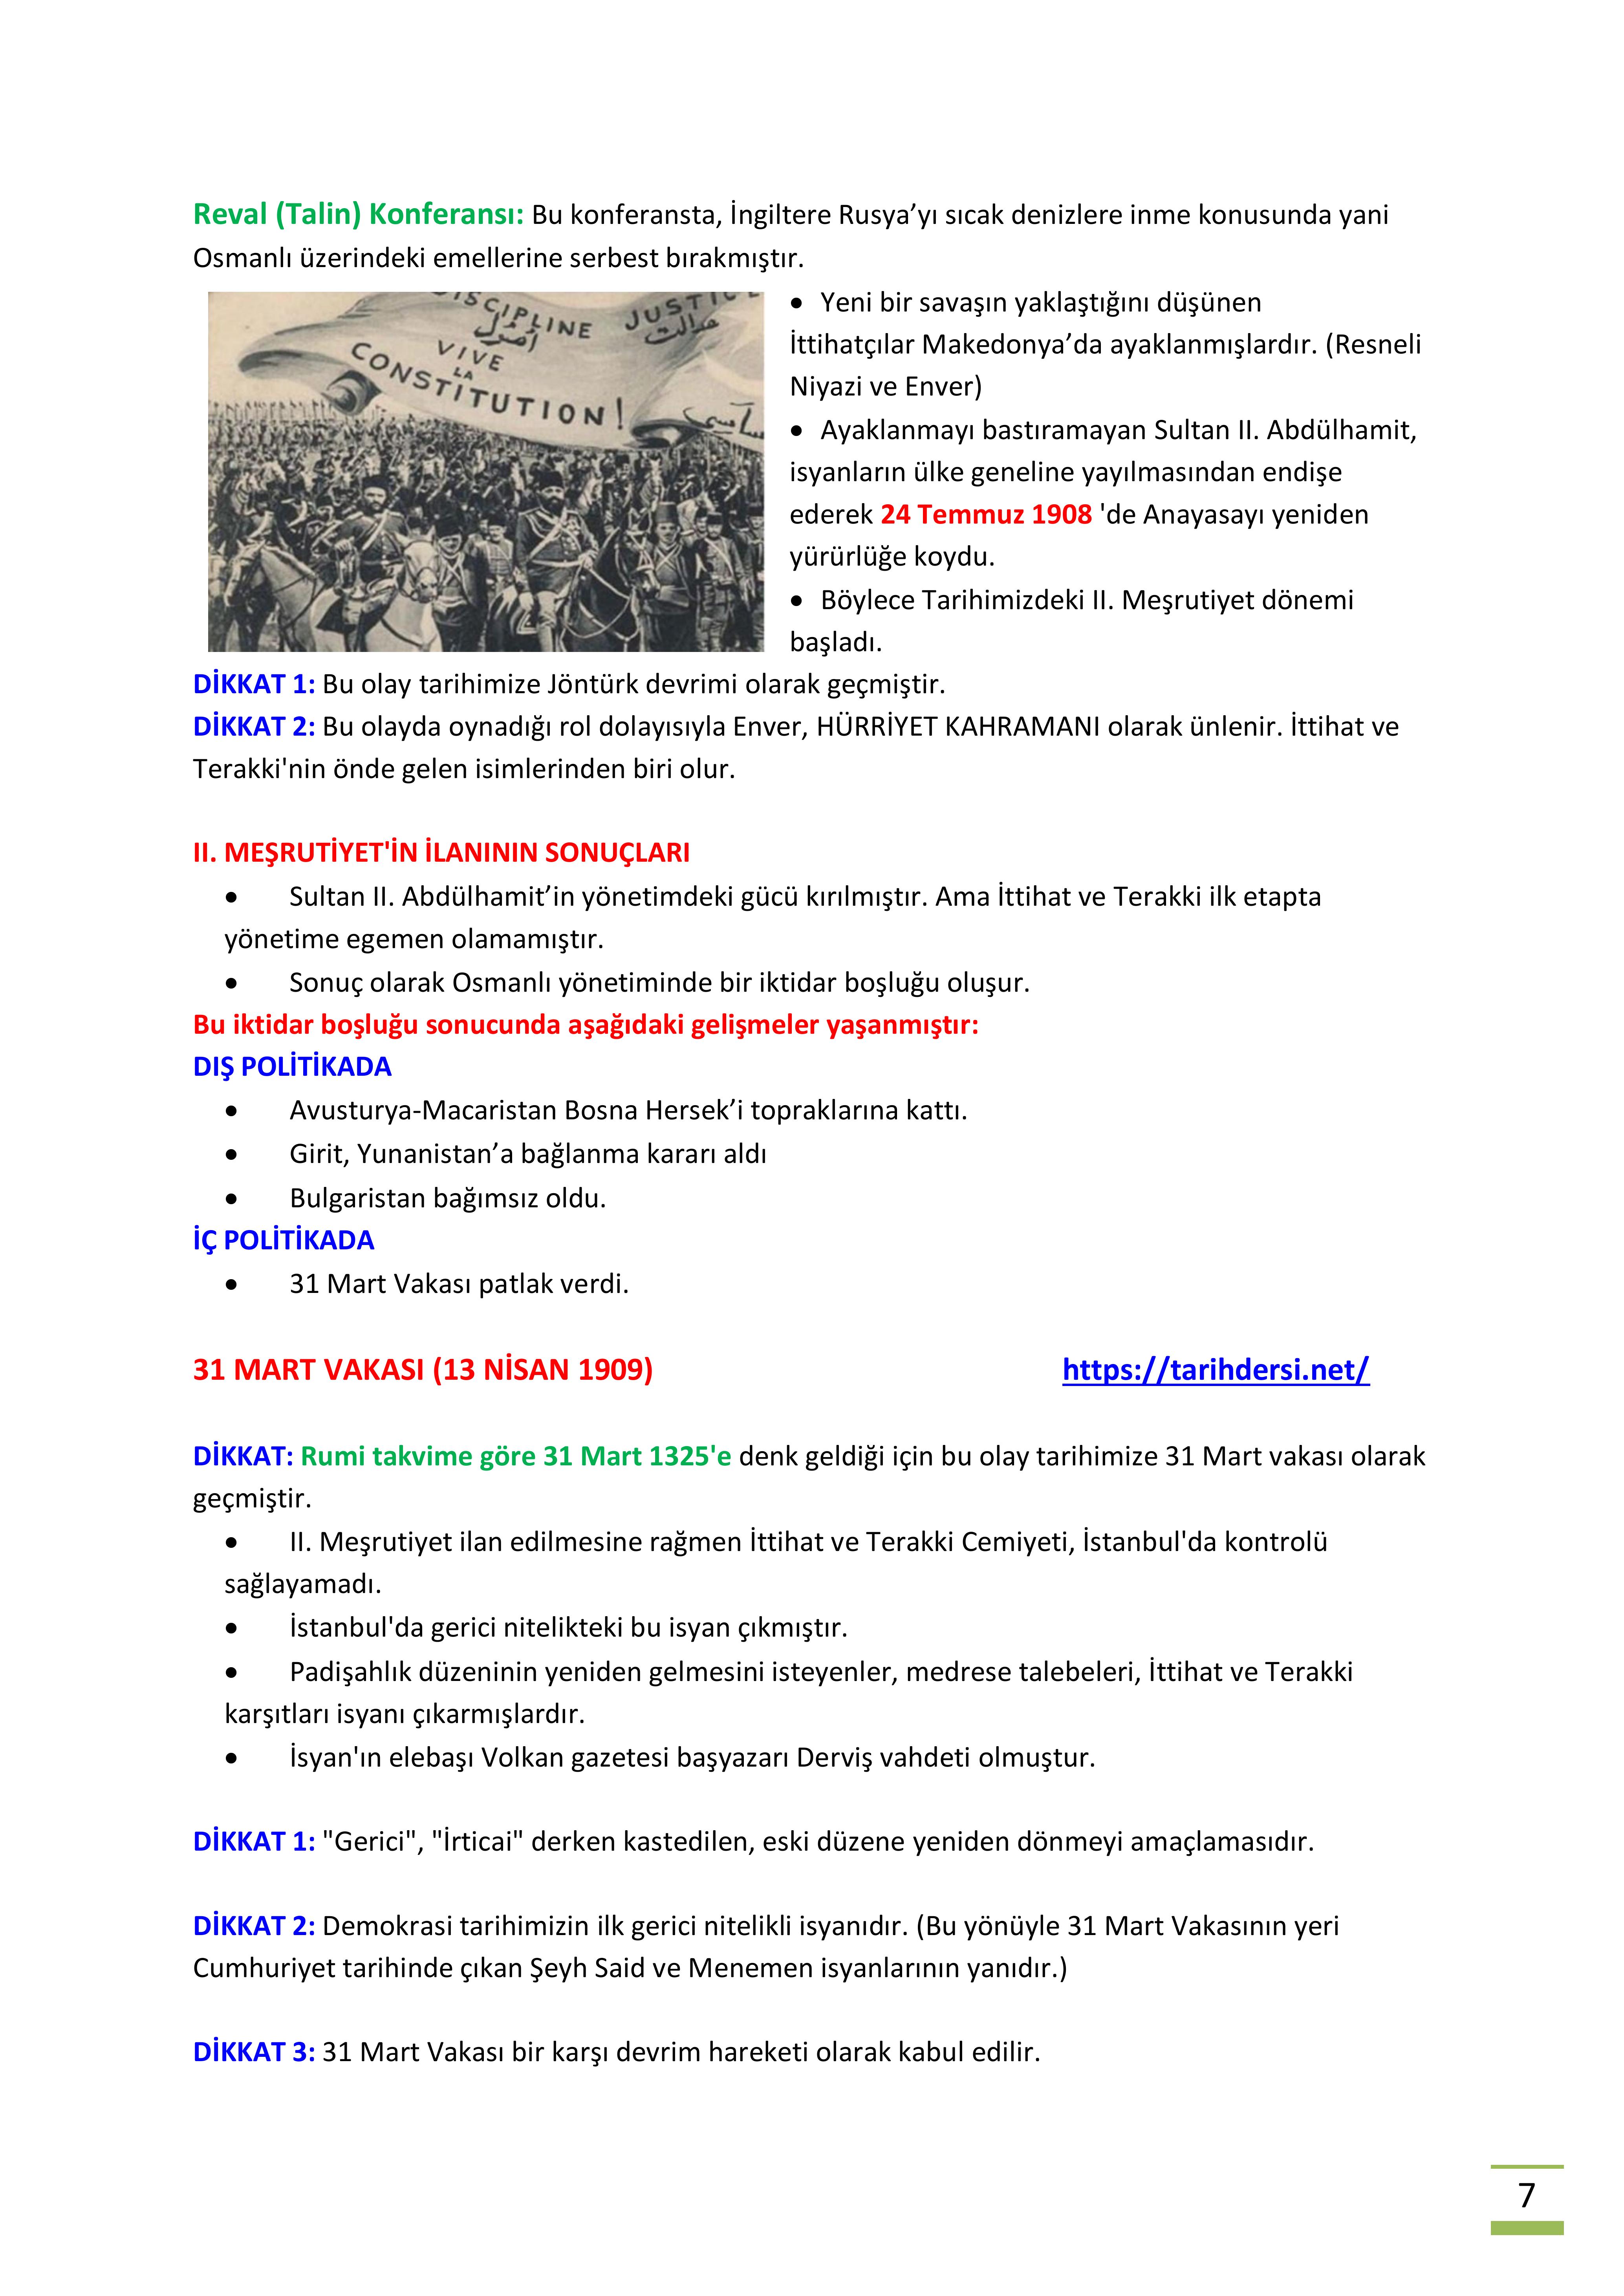 Reval (Talin) Konferansı: Bu konferansta, İngiltere Rusya’yı sıcak denizlere inme konusunda yani
Osmanlı üzerindeki emellerine serbest bırakmıştır.
DISCIPLINE JUSTICE
عدالت
VIVE
LA
CONSTITUTION!
• Yeni bir savaşın yaklaştığını düşünen
İttihatçılar Makedonya’da ayaklanmışlardır. (Resneli
Niyazi ve Enver)
• Ayaklanmayı bastıramayan Sultan II. Abdülhamit,
isyanların ülke geneline yayılmasından endişe
ederek 24 Temmuz 1908 'de Anayasayı yeniden
yürürlüğe koydu.
• Böylece Tarihimizdeki II. Meşrutiyet dönemi
başladı.
DİKKAT 1: Bu olay tarihimize Jöntürk devrimi olarak geçmiştir.
DİKKAT 2: Bu olayda oynadığı rol dolayısıyla Enver, HÜRRİYET KAHRAMANI olarak ünlenir. İttihat ve
Terakki'nin önde gelen isimlerinden biri olur.
II. MEŞRUTİYET'İN İLANININ SONUÇLARI
• Sultan II. Abdülhamit’in yönetimdeki gücü kırılmıştır. Ama İttihat ve Terakki ilk etapta
yönetime egemen olamamıştır.
• Sonuç olarak Osmanlı yönetiminde bir iktidar boşluğu oluşur.
Bu iktidar boşluğu sonucunda aşağıdaki gelişmeler yaşanmıştır:
DIŞ POLİTİKADA
• Avusturya-Macaristan Bosna Hersek’i topraklarına kattı.
• Girit, Yunanistan’a bağlanma kararı aldı
• Bulgaristan bağımsız oldu.
İÇ POLİTİKADA
• 31 Mart Vakası patlak verdi.
31 MART VAKASI (13 NİSAN 1909) https://tarihdersi.net/
DİKKAT: Rumi takvime göre 31 Mart 1325'e denk geldiği için bu olay tarihimize 31 Mart vakası olarak
geçmiştir.
• II. Meşrutiyet ilan edilmesine rağmen İttihat ve Terakki Cemiyeti, İstanbul'da kontrolü
sağlayamadı.
• İstanbul'da gerici nitelikteki bu isyan çıkmıştır.
• Padişahlık düzeninin yeniden gelmesini isteyenler, medrese talebeleri, İttihat ve Terakki
karşıtları isyanı çıkarmışlardır.
• İsyan'ın elebaşı Volkan gazetesi başyazarı Derviş vahdeti olmuştur.
DİKKAT 1: "Gerici", "İrticai" derken kastedilen, eski düzene yeniden dönmeyi amaçlamasıdır.
DİKKAT 2: Demokrasi tarihimizin ilk gerici nitelikli isyanıdır. (Bu yönüyle 31 Mart Vakasının yeri
Cumhuriyet tarihinde çıkan Şeyh Said ve Menemen isyanlarının yanıdır.)
DİKKAT 3: 31 Mart Vakası bir karşı devrim hareketi olarak kabul edilir.
7